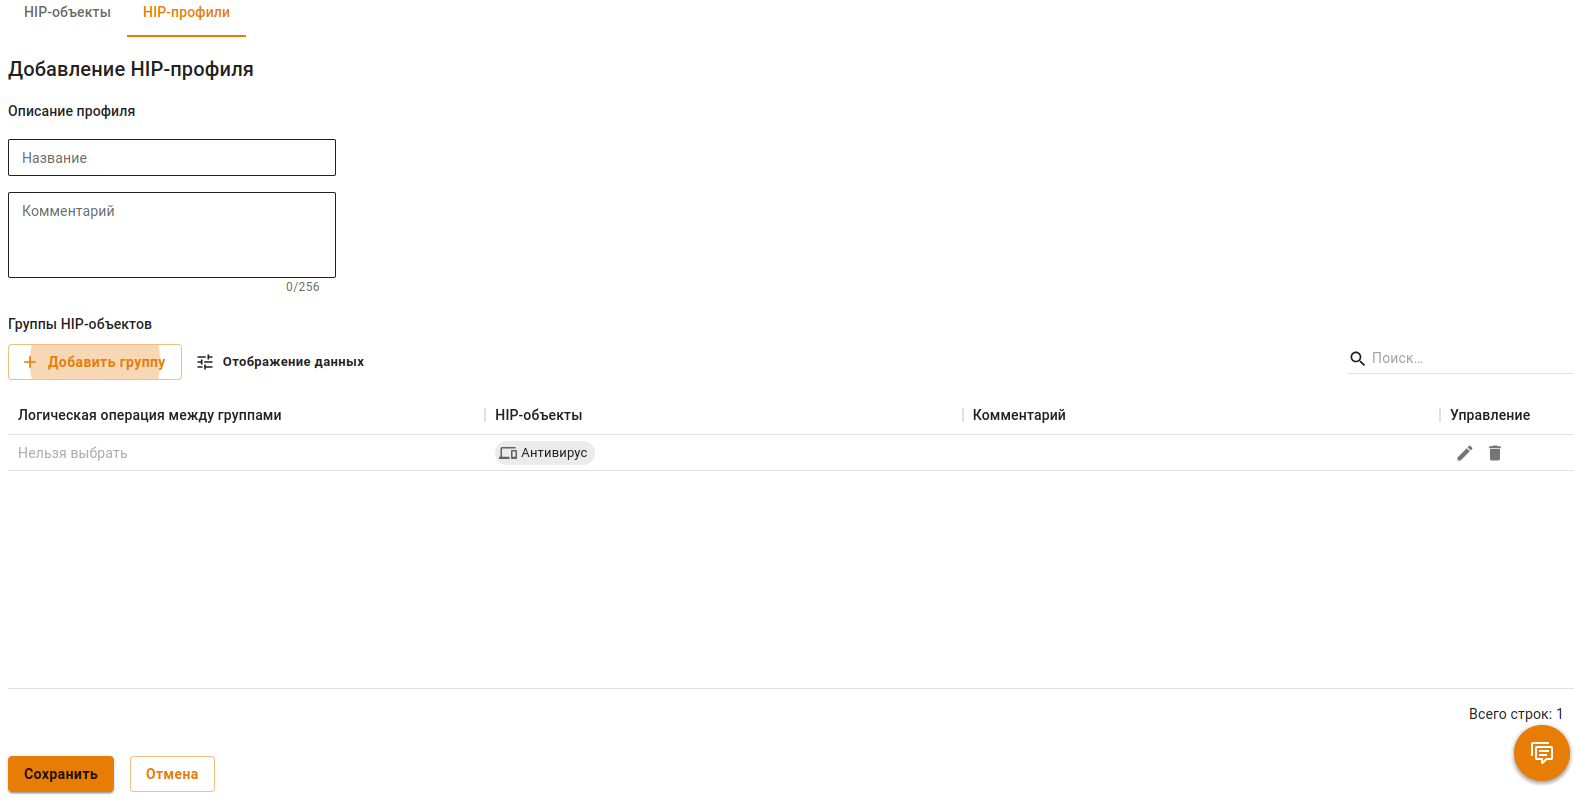 HIP-объекты HIP-профили
Добавление HIP-профиля
Описание профиля
Название
Комментарий
0/256
Группы HIP-объектов
Добавить группу Отображение данных Поиск...
Логическая операция между группами HIP-объекты Комментарий Управление
Нельзя выбрать Антивирус
Всего строк: 1
Сохранить Отмена